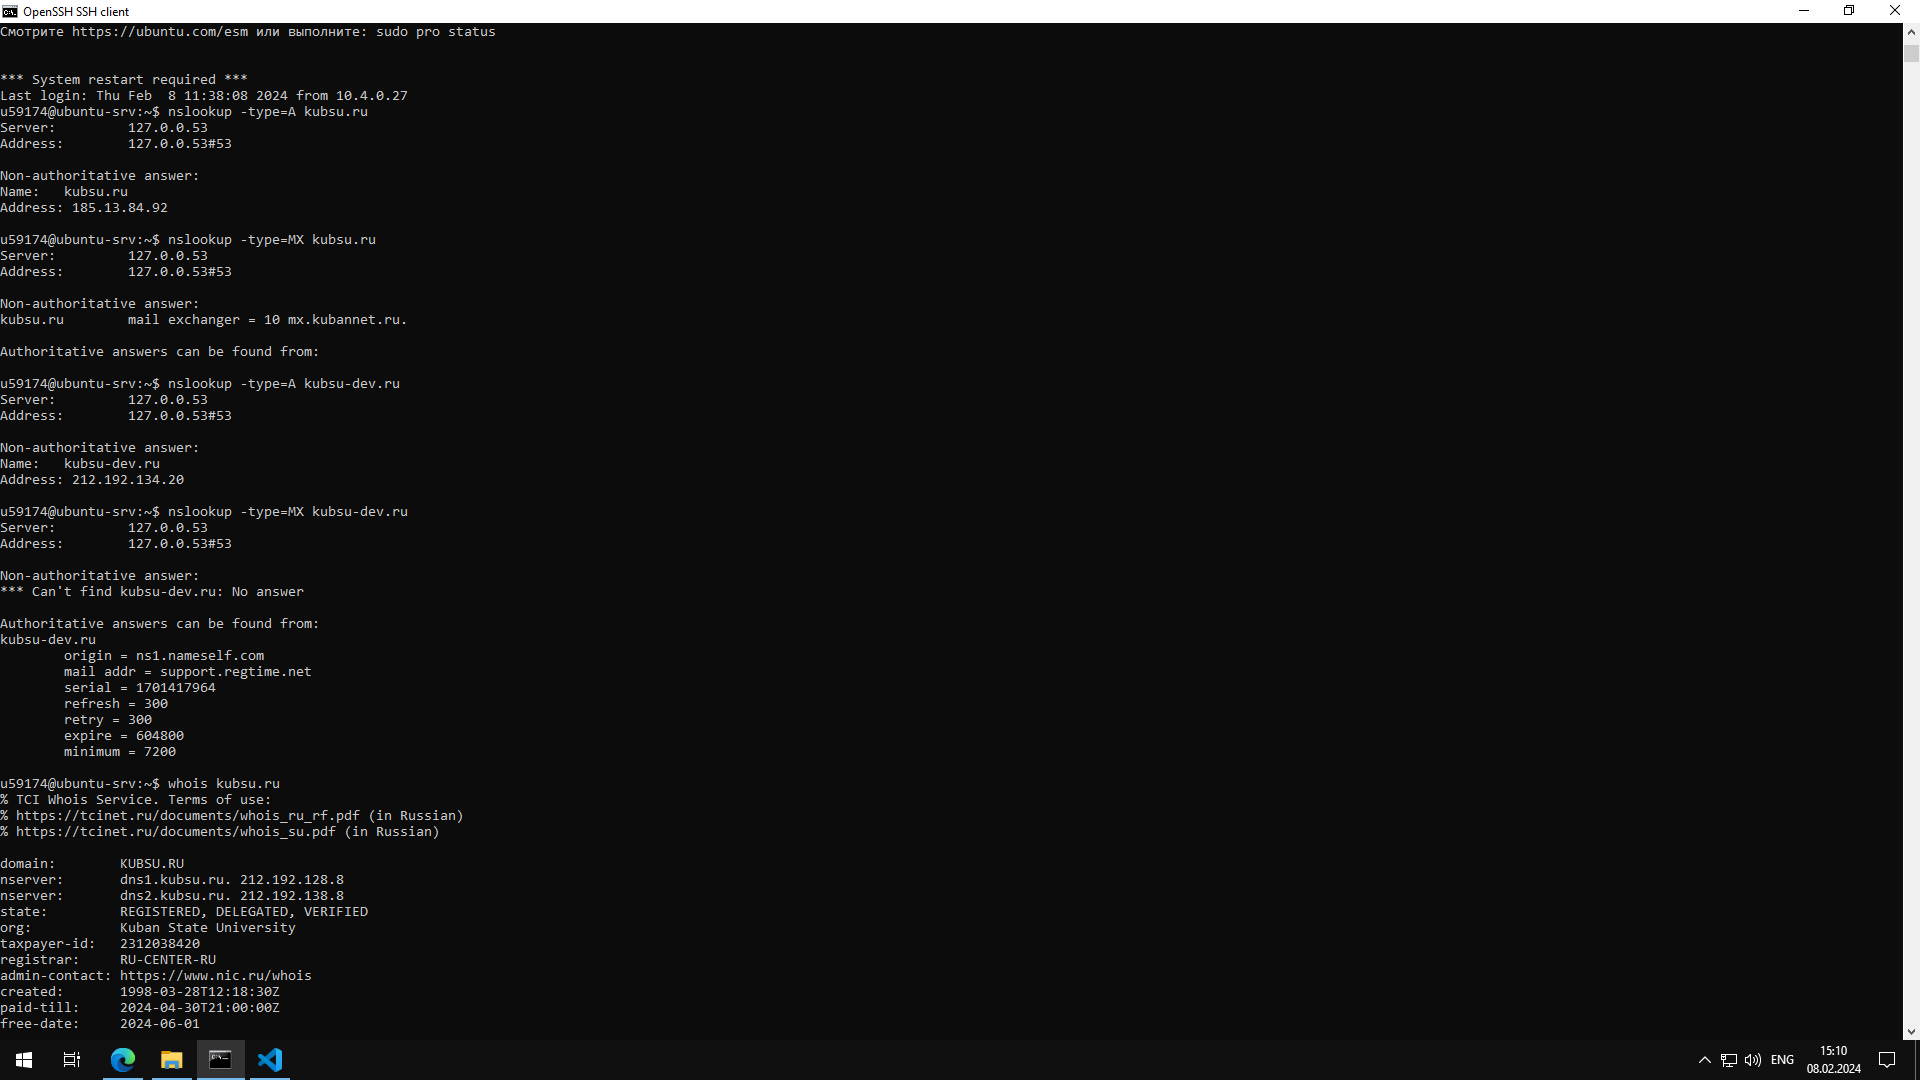 OpenSSH SSH client
Смотрите https://ubuntu.com/esm или выполните: sudo pro status
*** System restart required ***
Last login: Thu Feb  8 11:38:08 2024 from 10.4.0.27
u59174@ubuntu-srv:~$ nslookup -type=A kubsu.ru
Server:         127.0.0.53
Address:        127.0.0.53#53
Non-authoritative answer:
Name:   kubsu.ru
Address: 185.13.84.92
u59174@ubuntu-srv:~$ nslookup -type=MX kubsu.ru
Server:         127.0.0.53
Address:        127.0.0.53#53
Non-authoritative answer:
kubsu.ru        mail exchanger = 10 mx.kubannet.ru.
Authoritative answers can be found from:
u59174@ubuntu-srv:~$ nslookup -type=A kubsu-dev.ru
Server:         127.0.0.53
Address:        127.0.0.53#53
Non-authoritative answer:
Name:   kubsu-dev.ru
Address: 212.192.134.20
u59174@ubuntu-srv:~$ nslookup -type=MX kubsu-dev.ru
Server:         127.0.0.53
Address:        127.0.0.53#53
Non-authoritative answer:
*** Can't find kubsu-dev.ru: No answer
Authoritative answers can be found from:
kubsu-dev.ru
        origin = ns1.nameself.com
        mail addr = support.regtime.net
        serial = 1701417964
        refresh = 300
        retry = 300
        expire = 604800
        minimum = 7200
u59174@ubuntu-srv:~$ whois kubsu.ru
% TCI Whois Service. Terms of use:
% https://tcinet.ru/documents/whois_ru_rf.pdf (in Russian)
% https://tcinet.ru/documents/whois_su.pdf (in Russian)
domain:        KUBSU.RU
nserver:       dns1.kubsu.ru. 212.192.128.8
nserver:       dns2.kubsu.ru. 212.192.138.8
state:         REGISTERED, DELEGATED, VERIFIED
org:           Kuban State University
taxpayer-id:   2312038420
registrar:     RU-CENTER-RU
admin-contact: https://www.nic.ru/whois
created:       1998-03-28T12:18:30Z
paid-till:     2024-04-30T21:00:00Z
free-date:     2024-06-01
ENG
15:10
08.02.2024